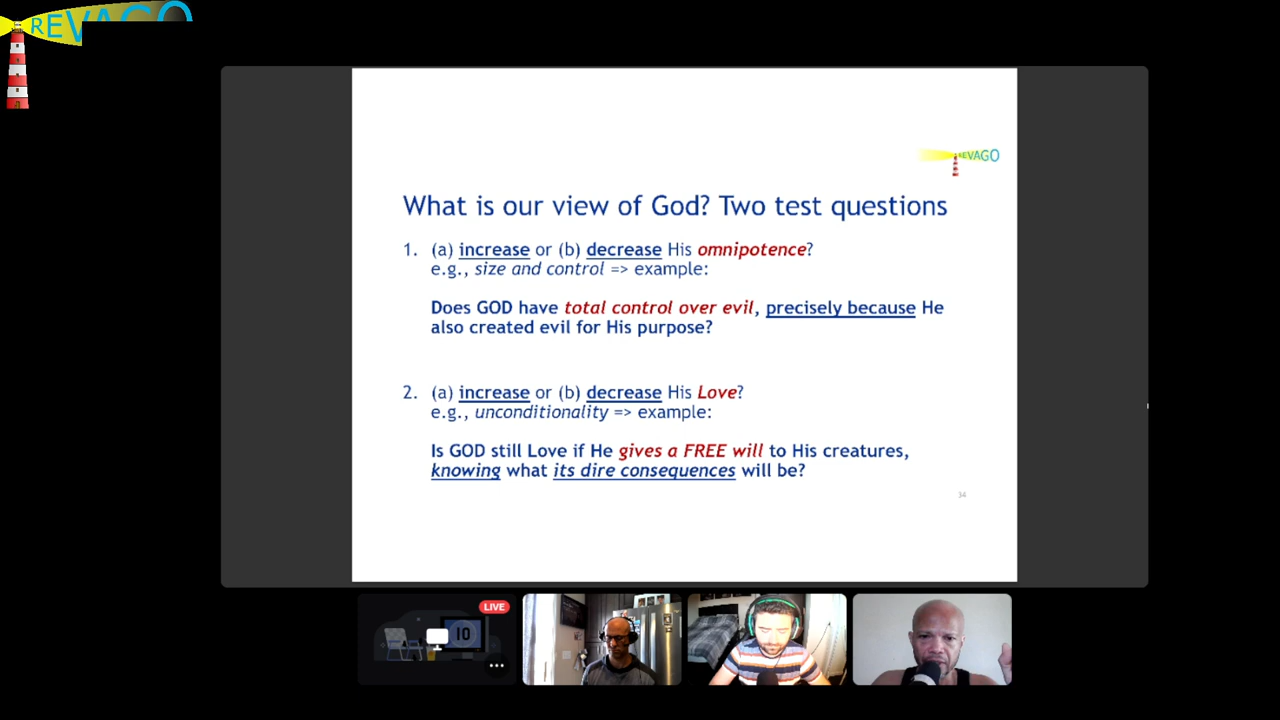 REVAGO
REVAGO
What is our view of God? Two test questions
1. (a) increase or (b) decrease His omnipotence?
e.g., size and control => example:
Does GOD have total control over evil, precisely because He
also created evil for His purpose?
2. (a) increase or (b) decrease His Love?
e.g., unconditionality => example:
Is GOD still Love if He gives a FREE will to His creatures,
knowing what its dire consequences will be?
34
LIVE
10